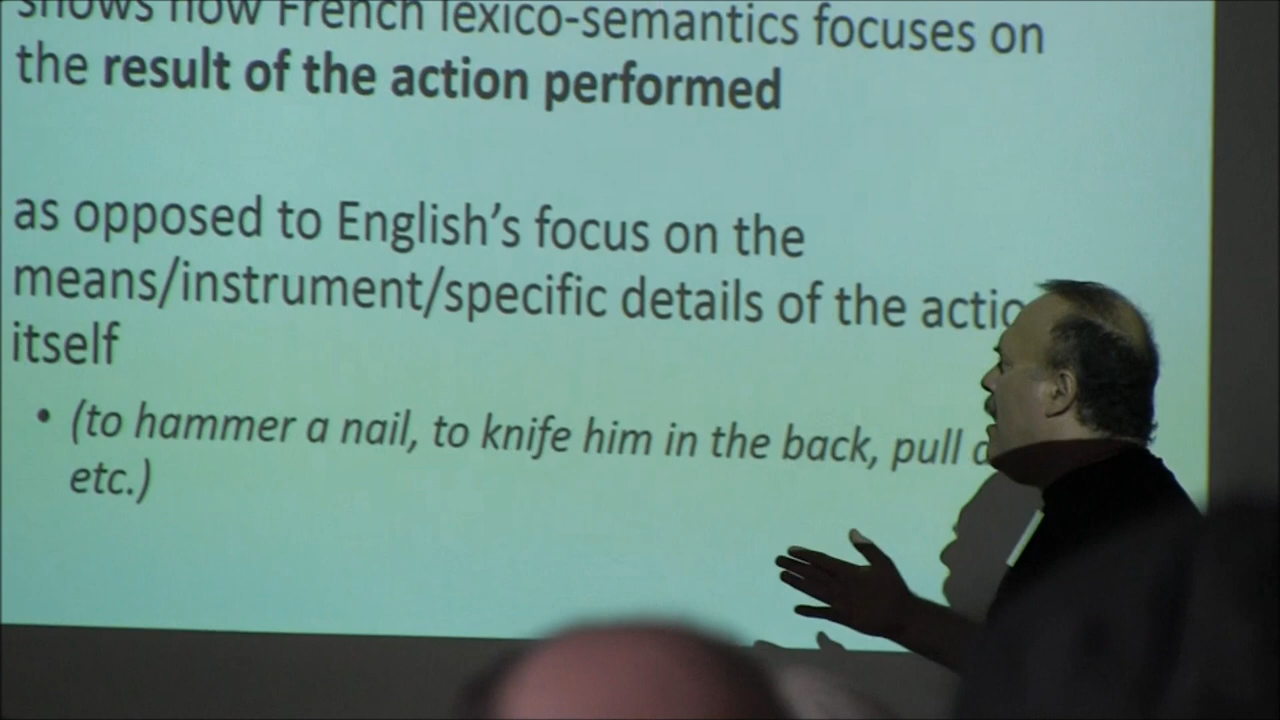 shows how French lexico-semantics focuses on
the result of the action performed
as opposed to English's focus on the
means/instrument/specific details of the
itself
• (to hammer a nail, to knife him in the back, pull
etc.)